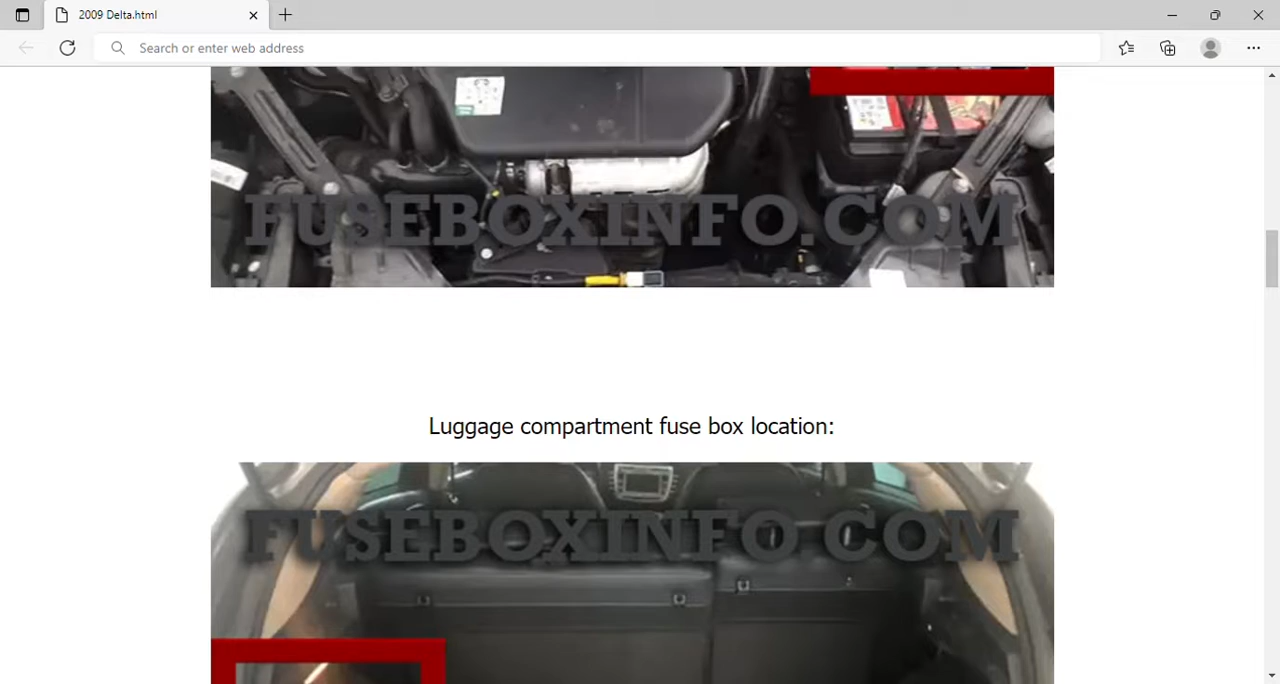 2009 Delta.html
Search or enter web address
FUSEBOXINFO.COM
Luggage compartment fuse box location:
FUSEBOXINFO.COM